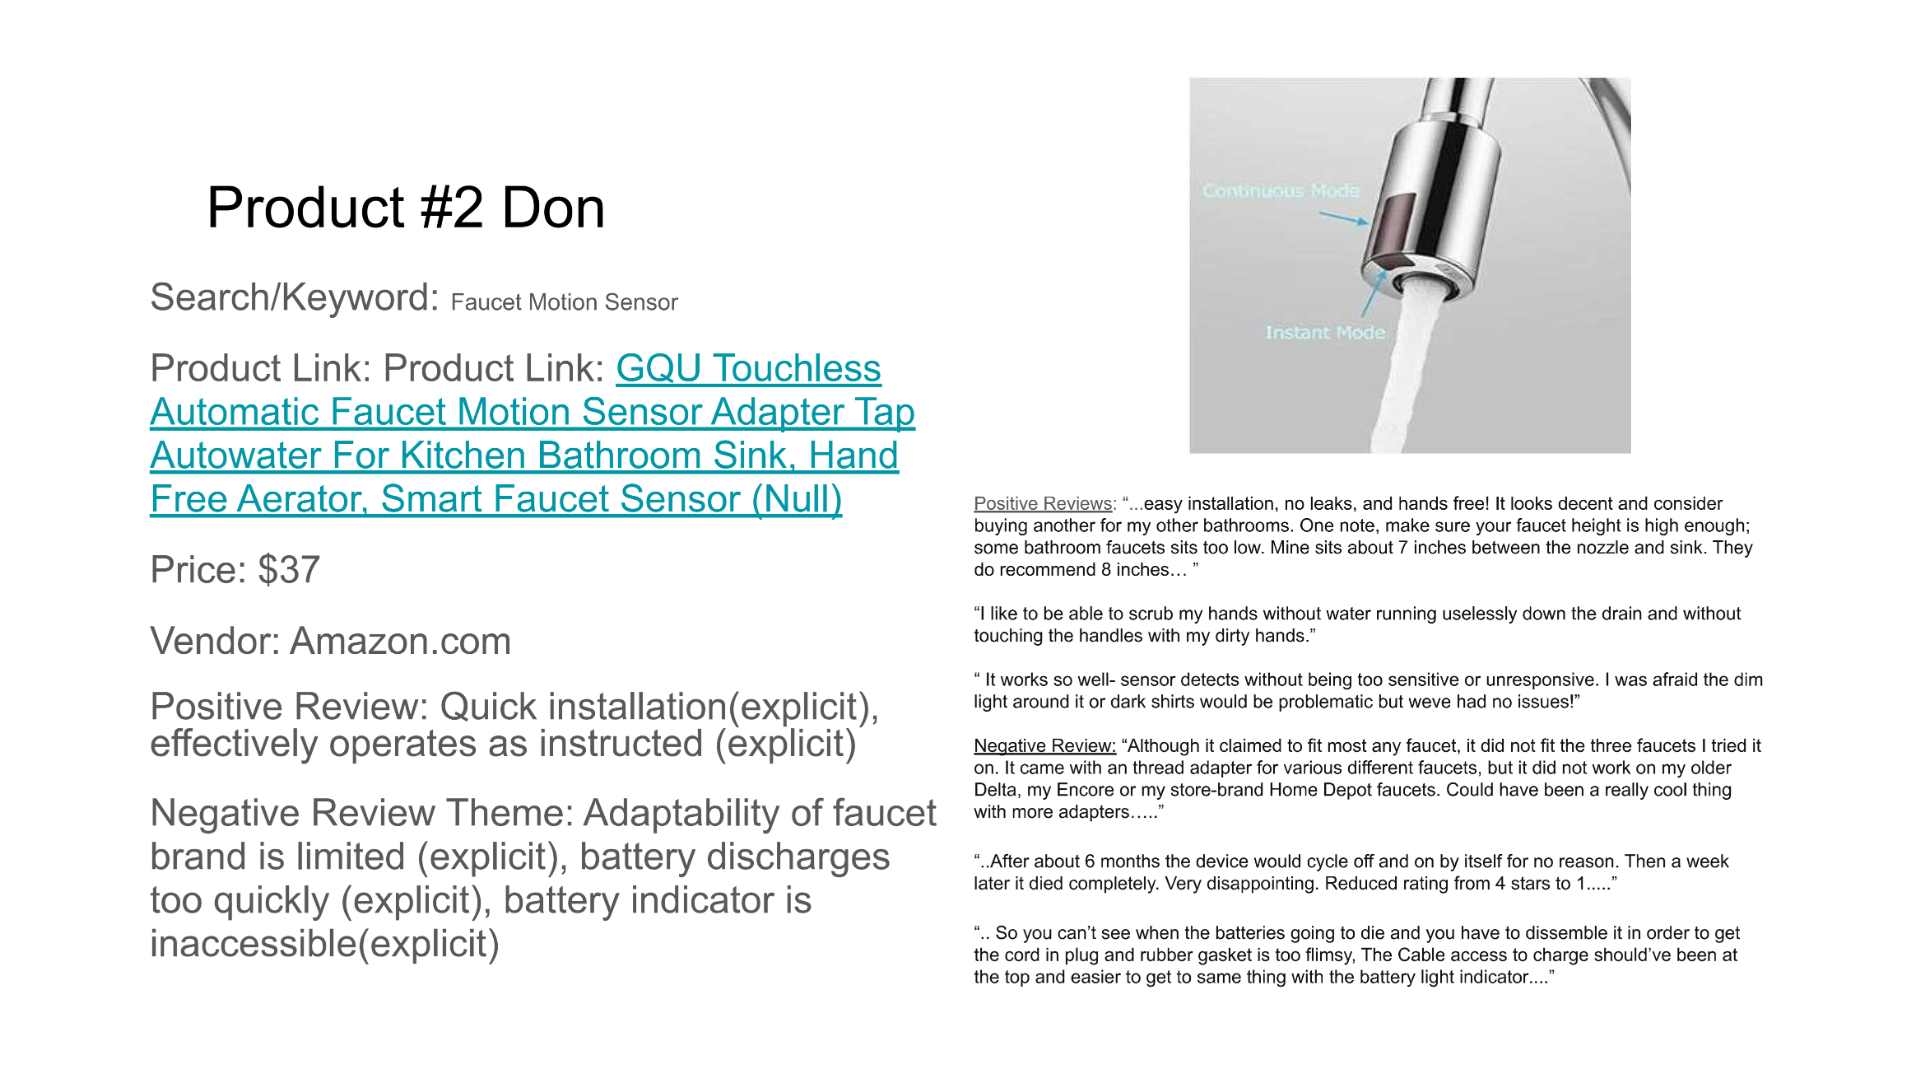 Product #2 Don
Search/Keyword: Faucet Motion Sensor
Product Link: Product Link: GQU Touchless
Automatic Faucet Motion Sensor Adapter Tap
Autowater For Kitchen Bathroom Sink, Hand
Free Aerator, Smart Faucet Sensor (Null)
Price: $37
Vendor: Amazon.com
Positive Review: Quick installation(explicit),
effectively operates as instructed (explicit)
Negative Review Theme: Adaptability of faucet
brand is limited (explicit), battery discharges
too quickly (explicit), battery indicator is
inaccessible(explicit)
Continuous Mode
Instant Mode
Positive Reviews: “...easy installation, no leaks, and hands free! It looks decent and consider
buying another for my other bathrooms. One note, make sure your faucet height is high enough;
some bathroom faucets sits too low. Mine sits about 7 inches between the nozzle and sink. They
do recommend 8 inches… ”
“I like to be able to scrub my hands without water running uselessly down the drain and without
touching the handles with my dirty hands.”
“ It works so well- sensor detects without being too sensitive or unresponsive. I was afraid the dim
light around it or dark shirts would be problematic but weve had no issues!”
Negative Review: “Although it claimed to fit most any faucet, it did not fit the three faucets I tried it
on. It came with an thread adapter for various different faucets, but it did not work on my older
Delta, my Encore or my store-brand Home Depot faucets. Could have been a really cool thing
with more adapters…..”
“..After about 6 months the device would cycle off and on by itself for no reason. Then a week
later it died completely. Very disappointing. Reduced rating from 4 stars to 1.....”
“.. So you can’t see when the batteries going to die and you have to dissemble it in order to get
the cord in plug and rubber gasket is too flimsy, The Cable access to charge should’ve been at
the top and easier to get to same thing with the battery light indicator....”